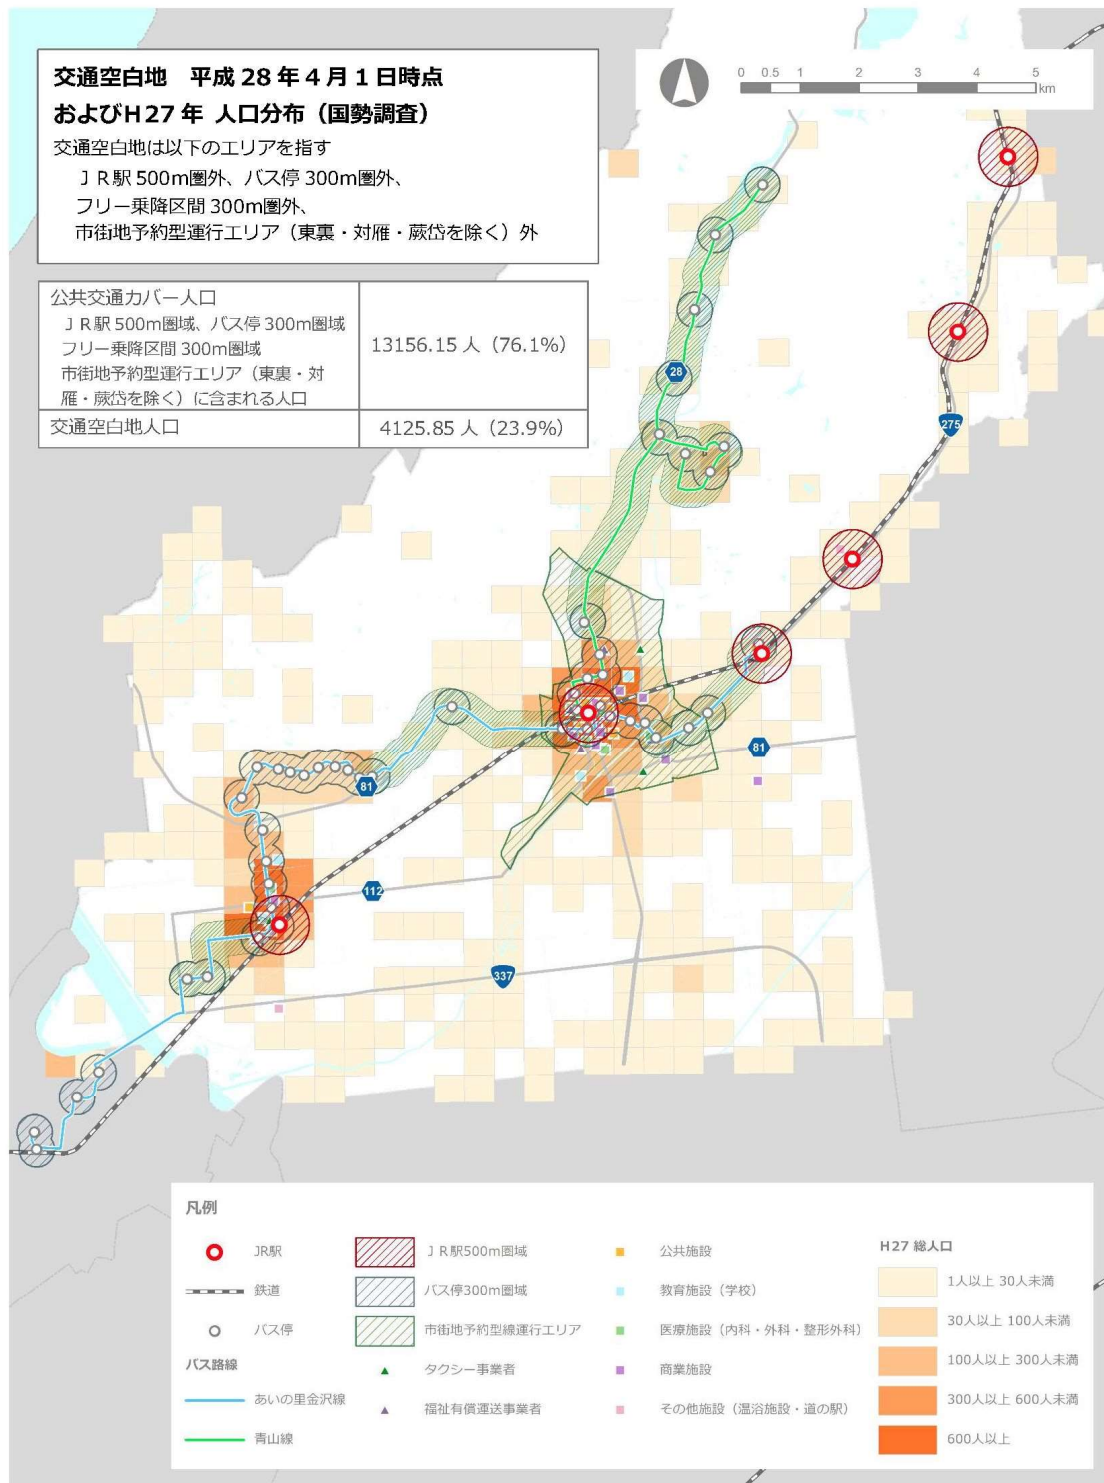 交通空白地 平成28年4月1日時点
およびH27年 人口分布（国勢調査）
交通空白地は以下のエリアを指す
ＪＲ駅500m圏外、バス停300m圏外、
フリー乗降区間300m圏外、
市街地予約型運行エリア（東裏・対雁・蕨岱を除く）外
0 0.5 1 2 3 4 5
km
公共交通カバー人口
ＪＲ駅500m圏域、バス停300m圏域
フリー乗降区間300m圏域
市街地予約型運行エリア（東裏・対
雁・蕨岱を除く）に含まれる人口
13156.15人（76.1%）
交通空白地人口
4125.85人（23.9%）
28
275
81
81
112
337
凡例
JR駅
鉄道
バス停
バス路線
あいの里金沢線
青山線
ＪＲ駅500m圏域
バス停300m圏域
市街地予約型線運行エリア
タクシー事業者
福祉有償運送事業者
公共施設
教育施設（学校）
医療施設（内科・外科・整形外科）
商業施設
その他施設（温浴施設・道の駅）
H27 総人口
1人以上 30人未満
30人以上 100人未満
100人以上 300人未満
300人以上 600人未満
600人以上